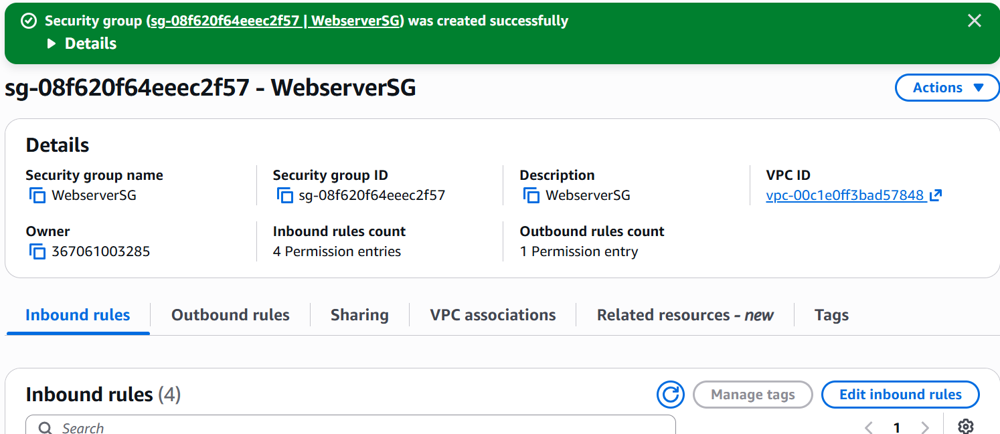 Security group (sg-08f620f64eeec2f57 | WebserverSG) was created successfully
Details
sg-08f620f64eeec2f57 - WebserverSG
Actions
Details
Security group name
WebserverSG
Security group ID
sg-08f620f64eeec2f57
Description
WebserverSG
VPC ID
vpc-00c1e0ff3bad57848
Owner
367061003285
Inbound rules count
4 Permission entries
Outbound rules count
1 Permission entry
Inbound rules
Outbound rules
Sharing
VPC associations
Related resources - new
Tags
Inbound rules (4)
Manage tags
Edit inbound rules
Search
1